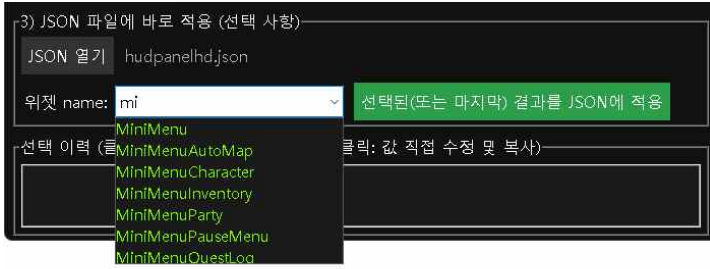 3) JSON 파일에 바로 적용 (선택 사항)
JSON 열기 hudpanelhd.json
위젯 name: mi 선택된(또는 마지막) 결과를 JSON에 적용
MiniMenu
선택 이력 (클 MiniMenuAutoMap 클릭: 값 직접 수정 및 복사)
MiniMenuCharacter
MiniMenuInventory
MiniMenuParty
MiniMenuPauseMenu
MiniMenuQuestLog